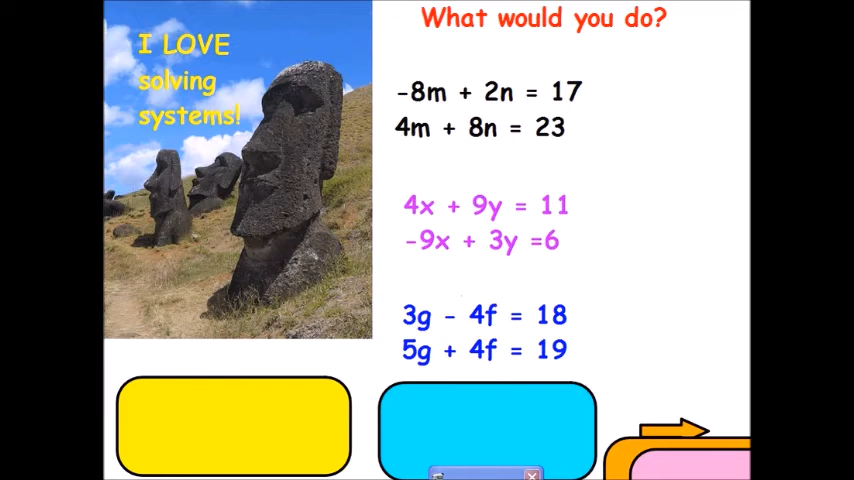 I LOVE
solving
systems!
What would you do?
-8m + 2n = 17
4m + 8n = 23
4x + 9y = 11
-9x + 3y =6
3g - 4f = 18
5g + 4f = 19